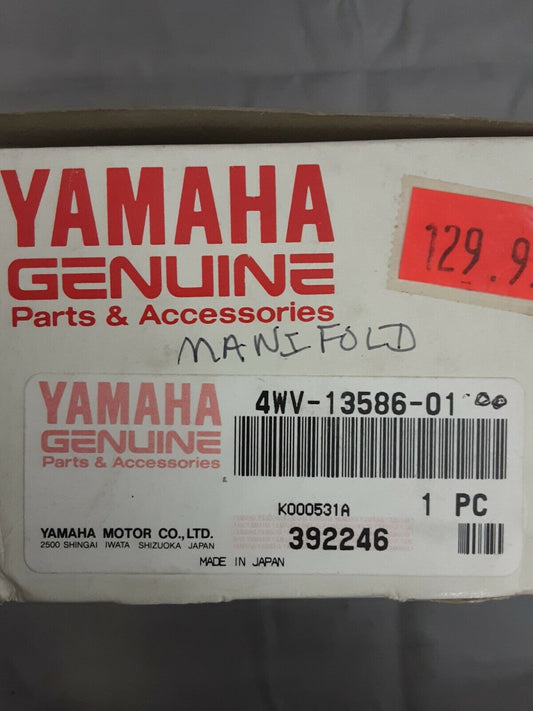 YAMAHA
GENUINE
Parts & Accessories
129.9
MANIFOLD
YAMAHA
GENUINE
Parts & Accessories
4WV-13586-01-00
K000531A
1 PC
YAMAHA MOTOR CO.,LTD.
2500 SHINGAI IWATA SHIZUOKA JAPAN
392246
MADE IN JAPAN